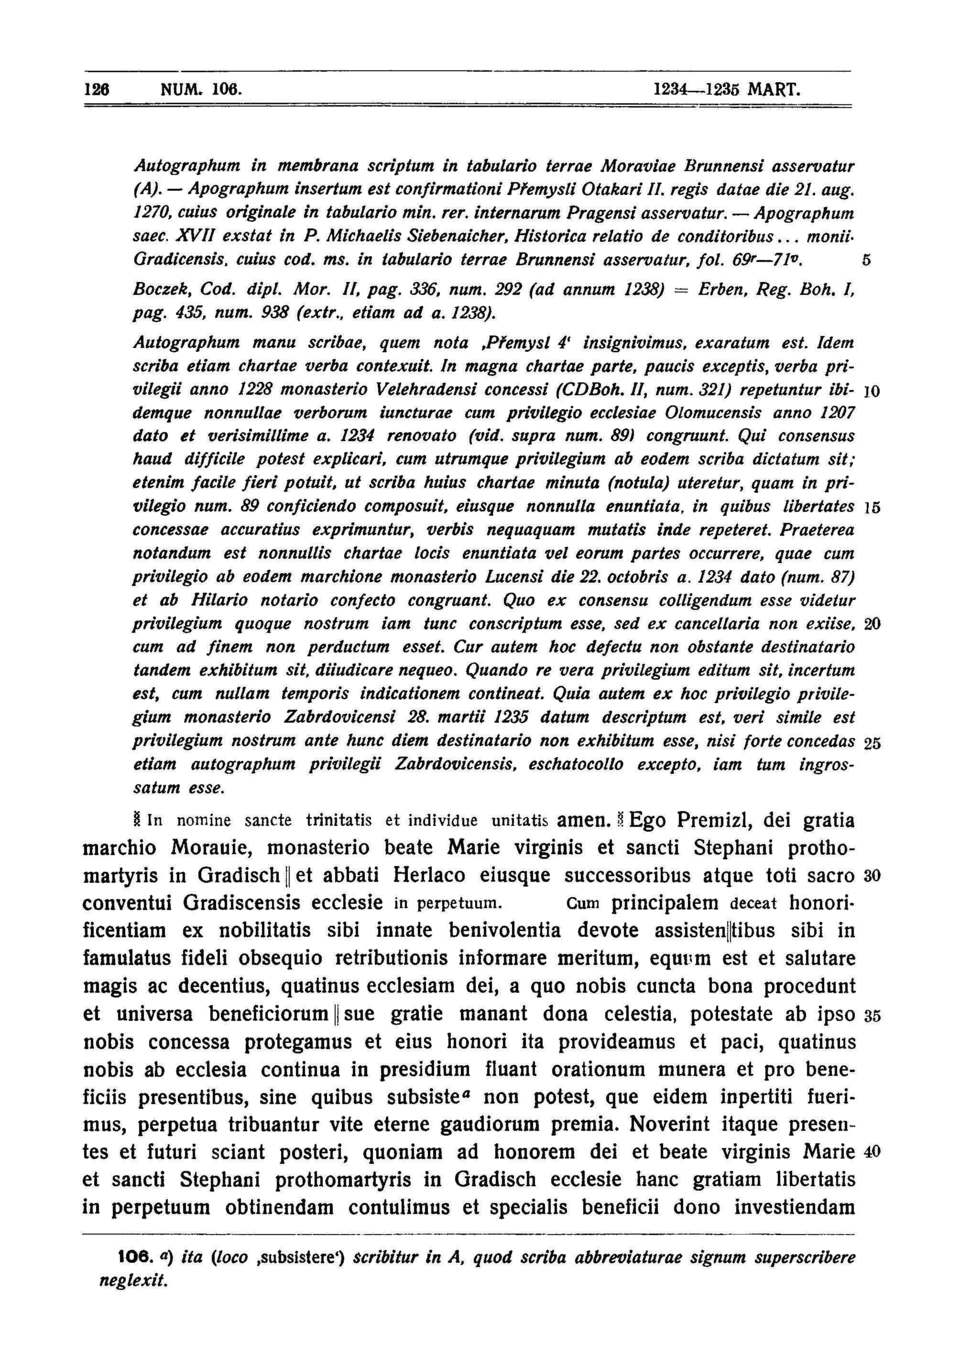 126 NUM. 106. 1234—1235 MART.
Autographum in membrana scriptum in tabulario terrae Moraviae Brunnensi asservatur
(A). — Apographum insertum est confirmationi Přemysli Otakari II. regis datae die 21. aug.
1270, cuius originale in tabulario min. rer. internarum Pragensi asservatur. — Apographum
saec. XVII exstat in P. Michaelis Siebenaicher, Historica relatio de conditoribus... monii-
Gradicensis, cuius cod. ms. in tabulario terrae Brunnensi asservatur, fol. 69r—71v. 5
Boczek, Cod. dipl. Mor. II, pag. 336, num. 292 (ad annum 1238) = Erben, Reg. Boh. I,
pag. 435, num. 938 (extr., etiam ad a. 1238).
Autographum manu scribae, quem nota ‚Přemysl 4‘ insignivimus, exaratum est. Idem
scriba etiam chartae verba contexuit. In magna chartae parte, paucis exceptis, verba pri-
vilegii anno 1228 monasterio Velehradensi concessi (CDBoh. II, num. 321) repetuntur ibi- 10
demque nonnullae verborum iuncturae cum privilegio ecclesiae Olomucensis anno 1207
dato et verisimillime a. 1234 renovato (vid. supra num. 89) congruunt. Qui consensus
haud difficile potest explicari, cum utrumque privilegium ab eodem scriba dictatum sit;
etenim facile fieri potuit, ut scriba huius chartae minuta (notula) uteretur, quam in pri-
vilegio num. 89 conficiendo composuit, eiusque nonnulla enuntiata, in quibus libertates 15
concessae accuratius exprimuntur, verbis nequaquam mutatis inde repeteret. Praeterea
notandum est nonnullis chartae locis enuntiata vel eorum partes occurrere, quae cum
privilegio ab eodem marchione monasterio Lucensi die 22. octobris a. 1234 dato (num. 87)
et ab Hilario notario confecto congruant. Quo ex consensu colligendum esse videtur
privilegium quoque nostrum iam tunc conscriptum esse, sed ex cancellaria non exiise, 20
cum ad finem non perductum esset. Cur autem hoc defectu non obstante destinatario
tandem exhibitum sit, diiudicare nequeo. Quando re vera privilegium editum sit, incertum
est, cum nullam temporis indicationem contineat. Quia autem ex hoc privilegio privile-
gium monasterio Zabrdovicensi 28. martii 1235 datum descriptum est, veri simile est
privilegium nostrum ante hunc diem destinatario non exhibitum esse, nisi forte concedas 25
etiam autographum privilegii Zabrdovicensis, eschatocollo excepto, iam tum ingros-
satum esse.
※ In nomine sancte trinitatis et individue unitatis amen. ※ Ego Premizl, dei gratia
marchio Morauie, monasterio beate Marie virginis et sancti Stephani protho-
martyris in Gradisch || et abbati Herlaco eiusque successoribus atque toti sacro 30
conventui Gradiscensis ecclesie in perpetuum. Cum principalem deceat honori-
ficentiam ex nobilitatis sibi innate benivolentia devote assisten||tibus sibi in
famulatus fideli obsequio retributionis informare meritum, equum est et salutare
magis ac decentius, quatinus ecclesiam dei, a quo nobis cuncta bona procedunt
et universa beneficiorum || sue gratie manant dona celestia, potestate ab ipso 35
nobis concessa protegamus et eius honori ita provideamus et paci, quatinus
nobis ab ecclesia continua in presidium fluant orationum munera et pro bene-
ficiis presentibus, sine quibus subsiste a non potest, que eidem inpertiti fueri-
mus, perpetua tribuantur vite eterne gaudiorum premia. Noverint itaque presen-
tes et futuri sciant posteri, quoniam ad honorem dei et beate virginis Marie 40
et sancti Stephani prothomartyris in Gradisch ecclesie hanc gratiam libertatis
in perpetuum obtinendam contulimus et specialis beneficii dono investiendam
106. a) ita (loco ‚subsistere‘) scribitur in A, quod scriba abbreviaturae signum superscribere
neglexit.